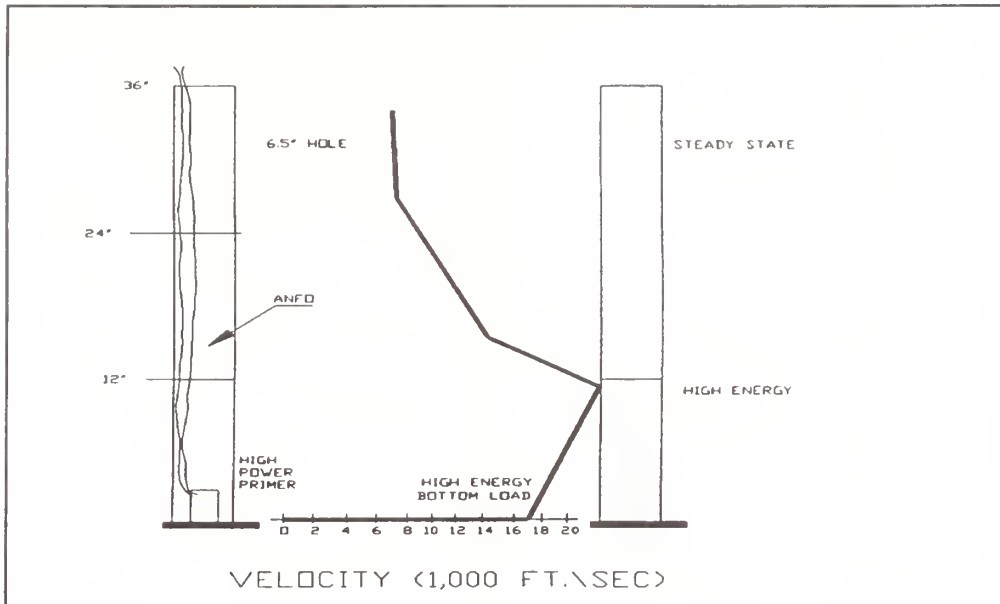 36"
6.5" HOLE
STEADY STATE
24"
ANFO
12"
HIGH ENERGY
HIGH
POWER
PRIMER
HIGH ENERGY
BOTTOM LOAD
0 2 4 6 8 10 12 14 16 18 20
VELOCITY (1,000 FT.\SEC)